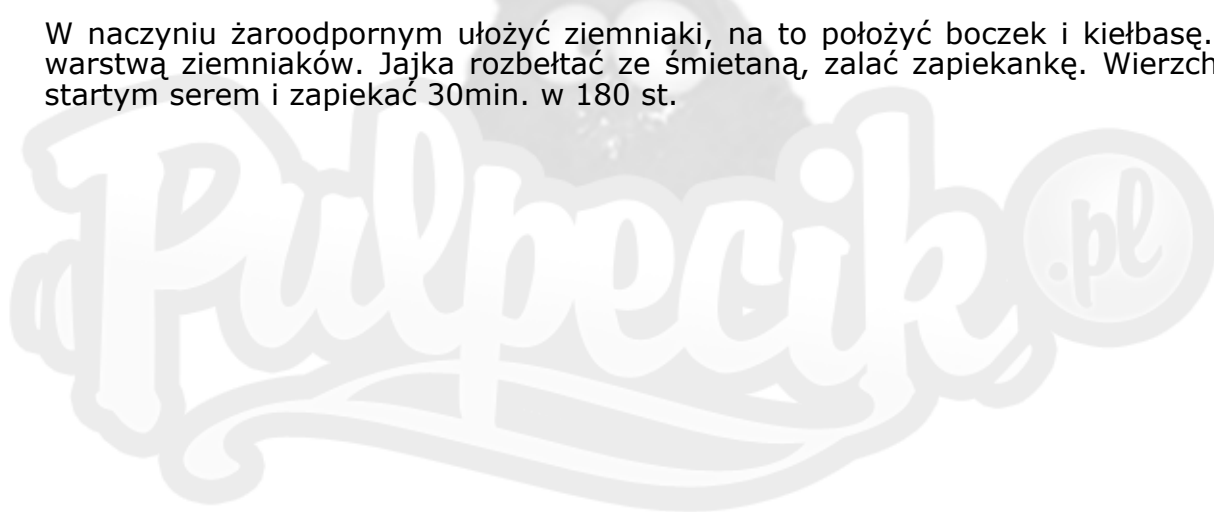 W naczyniu żaroodpornym ułożyć ziemniaki, na to położyć boczek i kiełbasę.
warstwą ziemniaków. Jajka rozbełtać ze śmietaną, zalać zapiekankę. Wierzch
startym serem i zapiekać 30min. w 180 st.
Pulpecik .pl